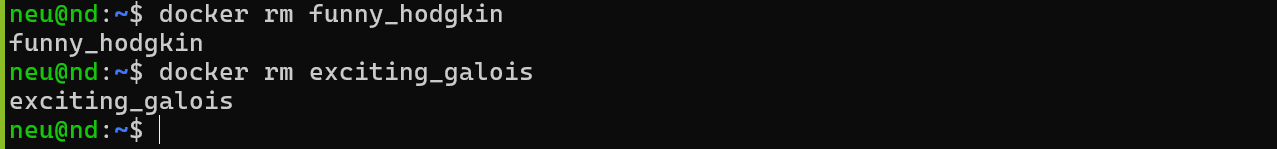 neu@nd:~$ docker rm funny_hodgkin
funny_hodgkin
neu@nd:~$ docker rm exciting_galois
exciting_galois
neu@nd:~$